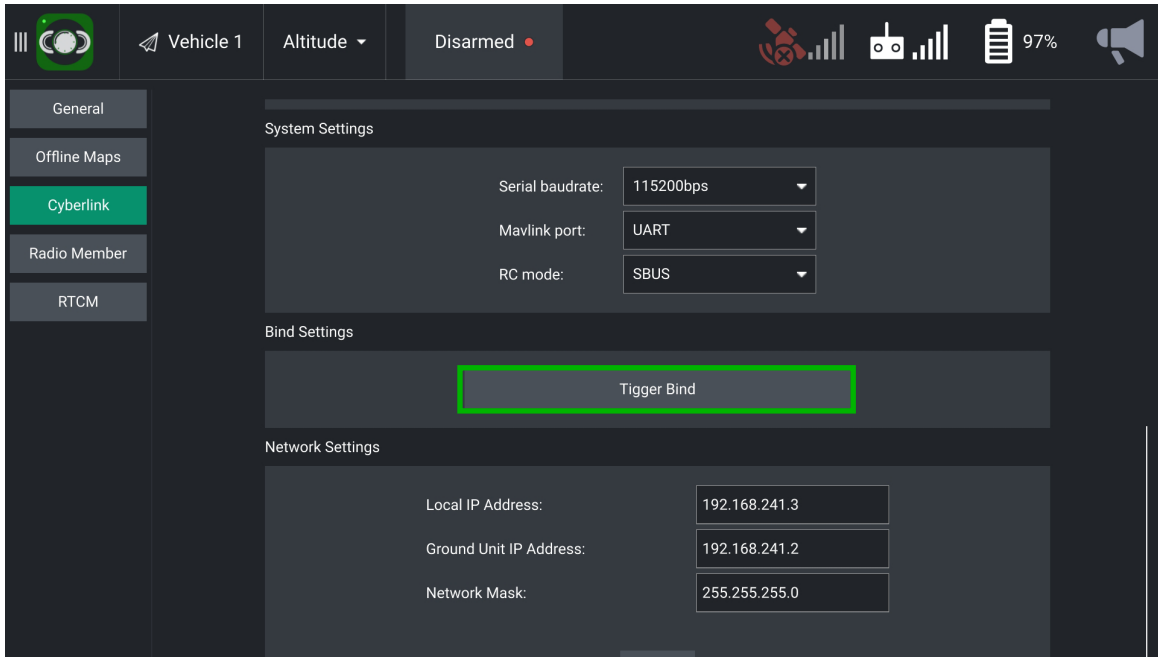 Vehicle 1
Altitude
Disarmed
97%
General
Offline Maps
Cyberlink
Radio Member
RTCM
System Settings
Serial baudrate: 115200bps
Mavlink port: UART
RC mode: SBUS
Bind Settings
Tigger Bind
Network Settings
Local IP Address: 192.168.241.3
Ground Unit IP Address: 192.168.241.2
Network Mask: 255.255.255.0